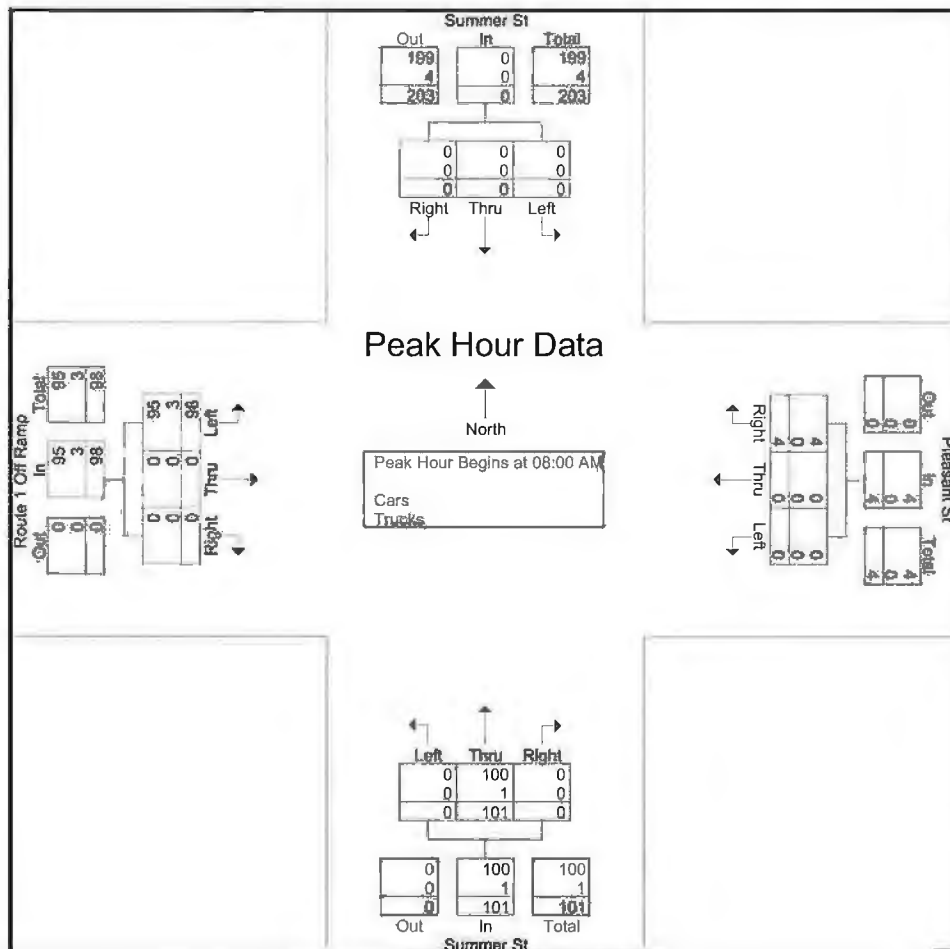 Summer St
Out In Total
199 0 199
4 0 4
203 0 203
0 0 0
0 0 0
0 0 0
Right Thru Left
Peak Hour Data
North
Peak Hour Begins at 08:00 AM
Cars
Trucks
Route 1 Off Ramp
Out In Total
0 95 95
0 3 3
0 98 98
Right Thru Left
0 0 95
0 0 3
0 0 98
Pleasant St
Out In Total
0 4 4
0 0 0
0 4 4
Right Thru Left
4 0 0
0 0 0
4 0 0
Left Thru Right
0 100 0
0 1 0
0 101 0
0 100 100
0 1 1
0 101 101
Out In Total
Summer St